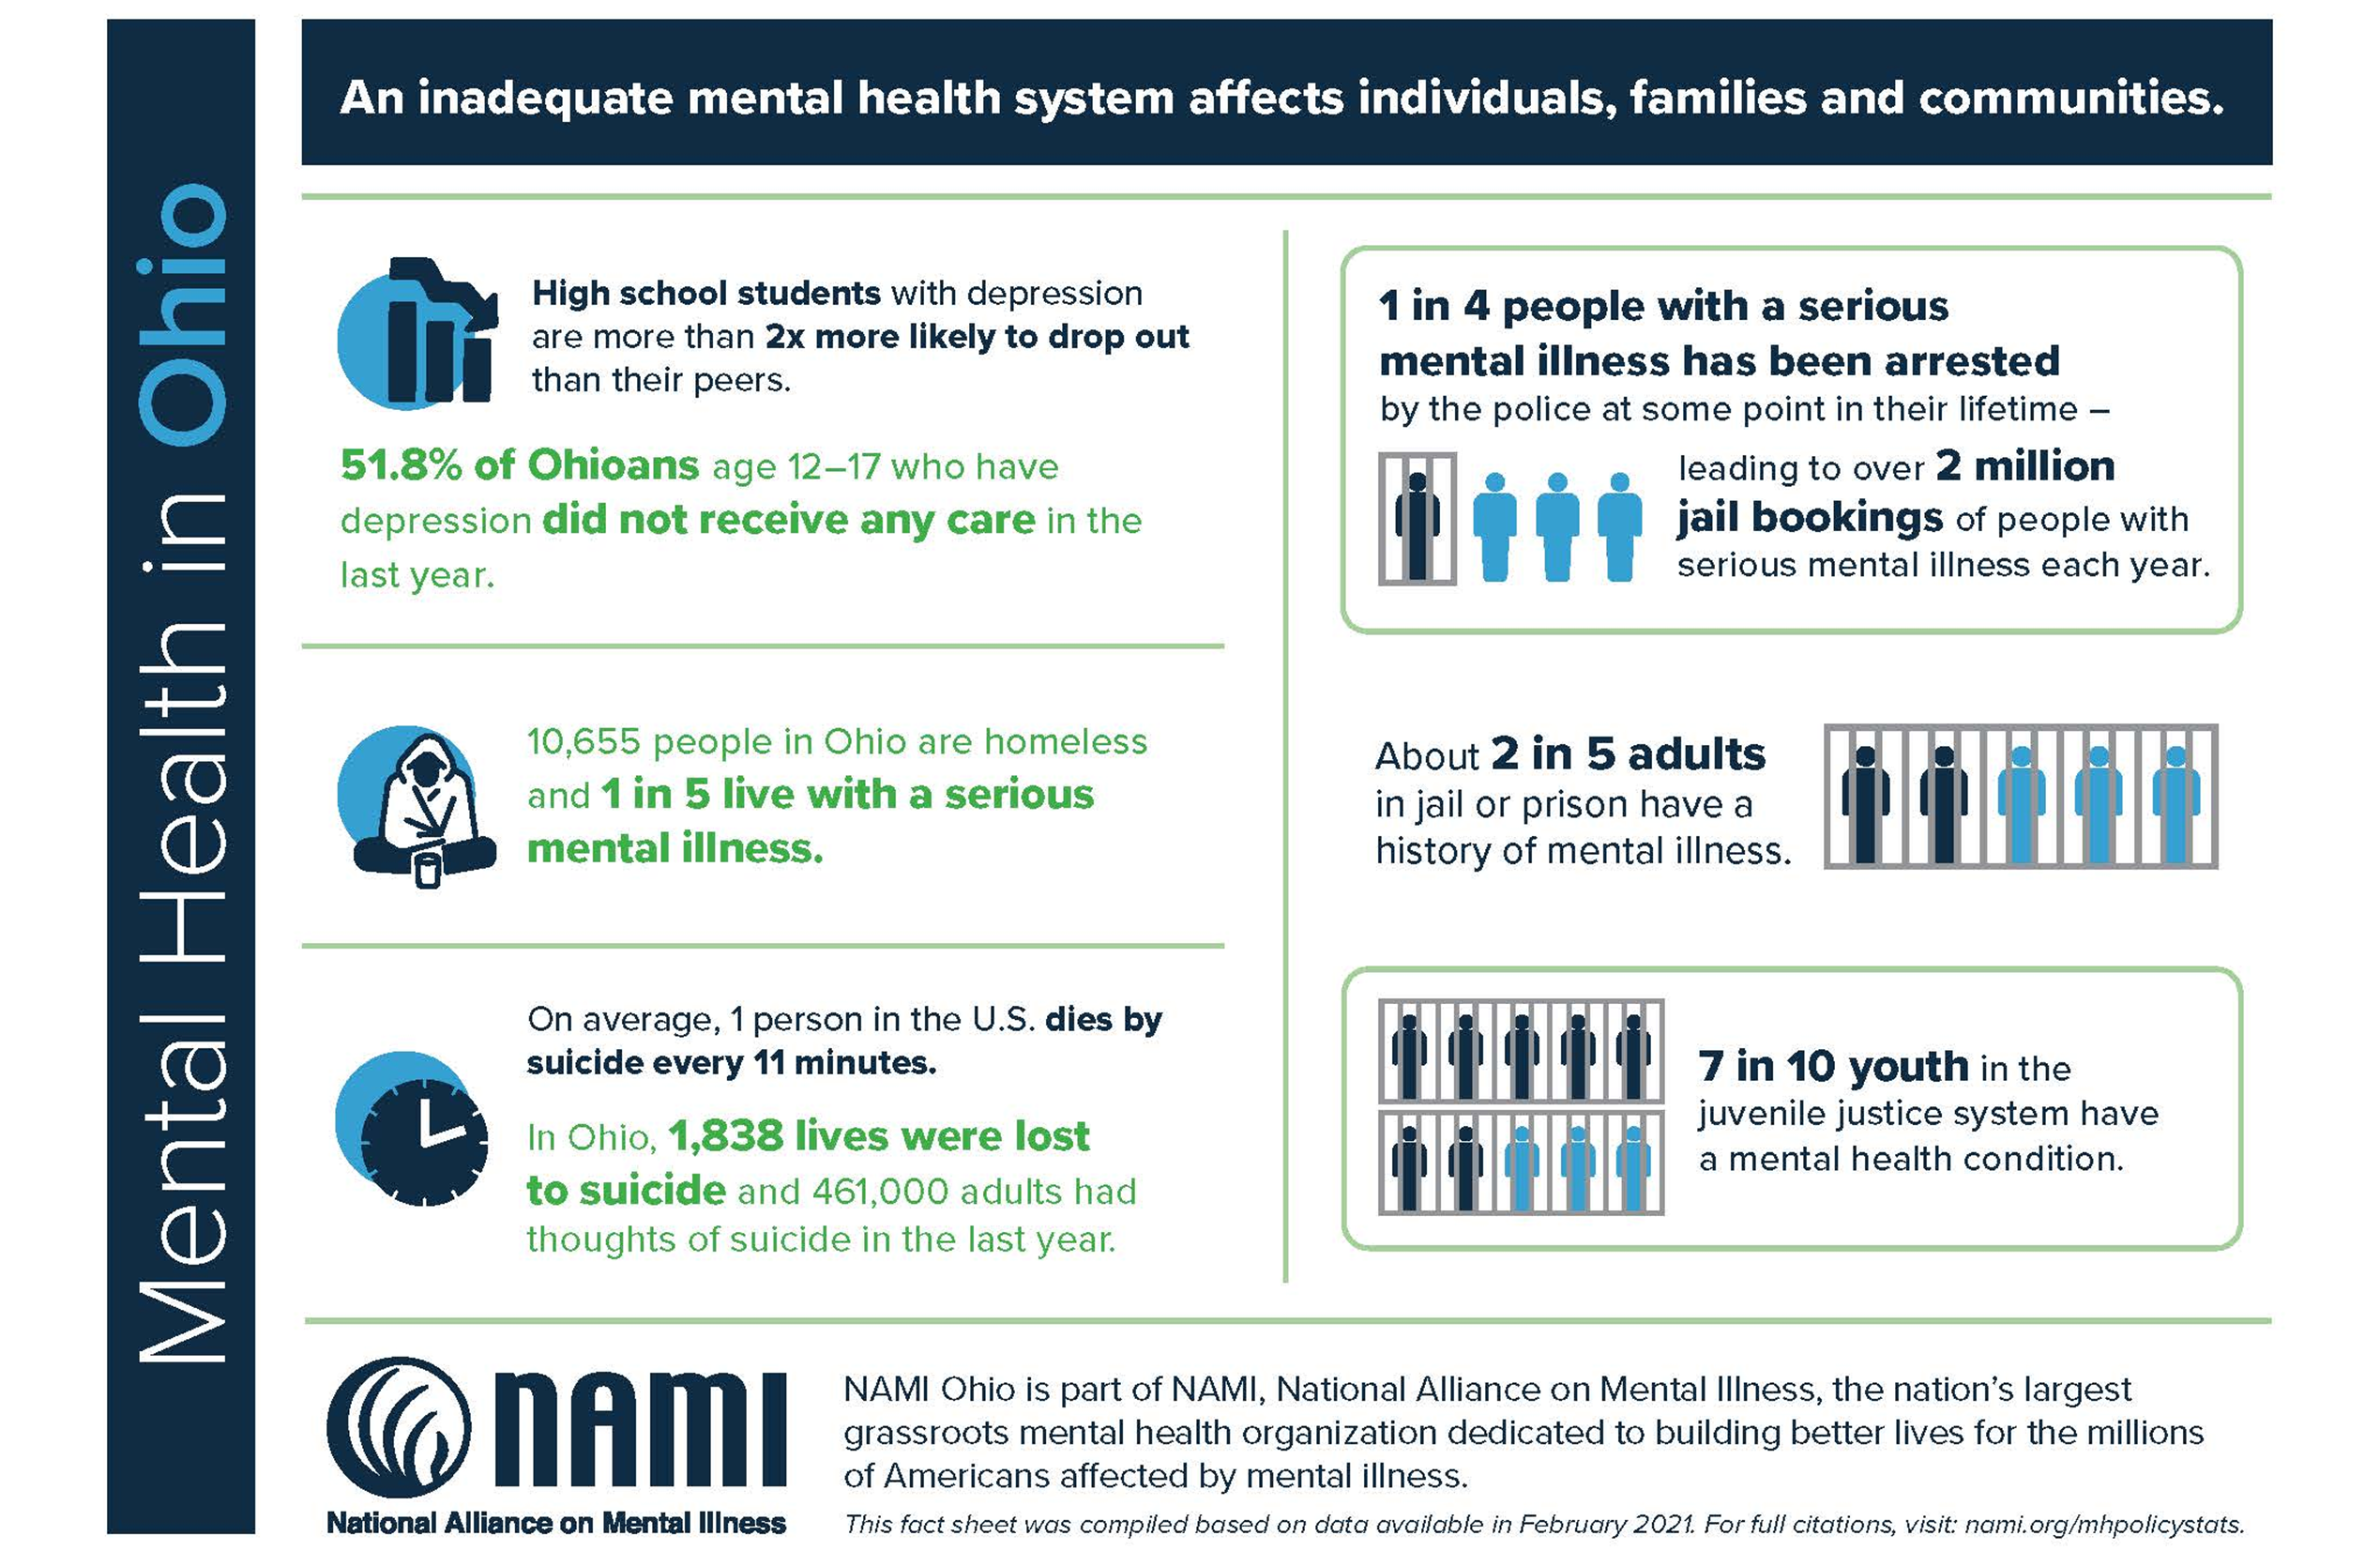 Mental Health in Ohio
An inadequate mental health system affects individuals, families and communities.
High school students with depression
are more than 2x more likely to drop out
than their peers.
51.8% of Ohioans age 12–17 who have
depression did not receive any care in the
last year.
10,655 people in Ohio are homeless
and 1 in 5 live with a serious
mental illness.
On average, 1 person in the U.S. dies by
suicide every 11 minutes.
In Ohio, 1,838 lives were lost
to suicide and 461,000 adults had
thoughts of suicide in the last year.
1 in 4 people with a serious
mental illness has been arrested
by the police at some point in their lifetime –
leading to over 2 million
jail bookings of people with
serious mental illness each year.
About 2 in 5 adults
in jail or prison have a
history of mental illness.
7 in 10 youth in the
juvenile justice system have
a mental health condition.
NAMI
National Alliance on Mental Illness
NAMI Ohio is part of NAMI, National Alliance on Mental Illness, the nation's largest
grassroots mental health organization dedicated to building better lives for the millions
of Americans affected by mental illness.
This fact sheet was compiled based on data available in February 2021. For full citations, visit: nami.org/mhpolicystats.